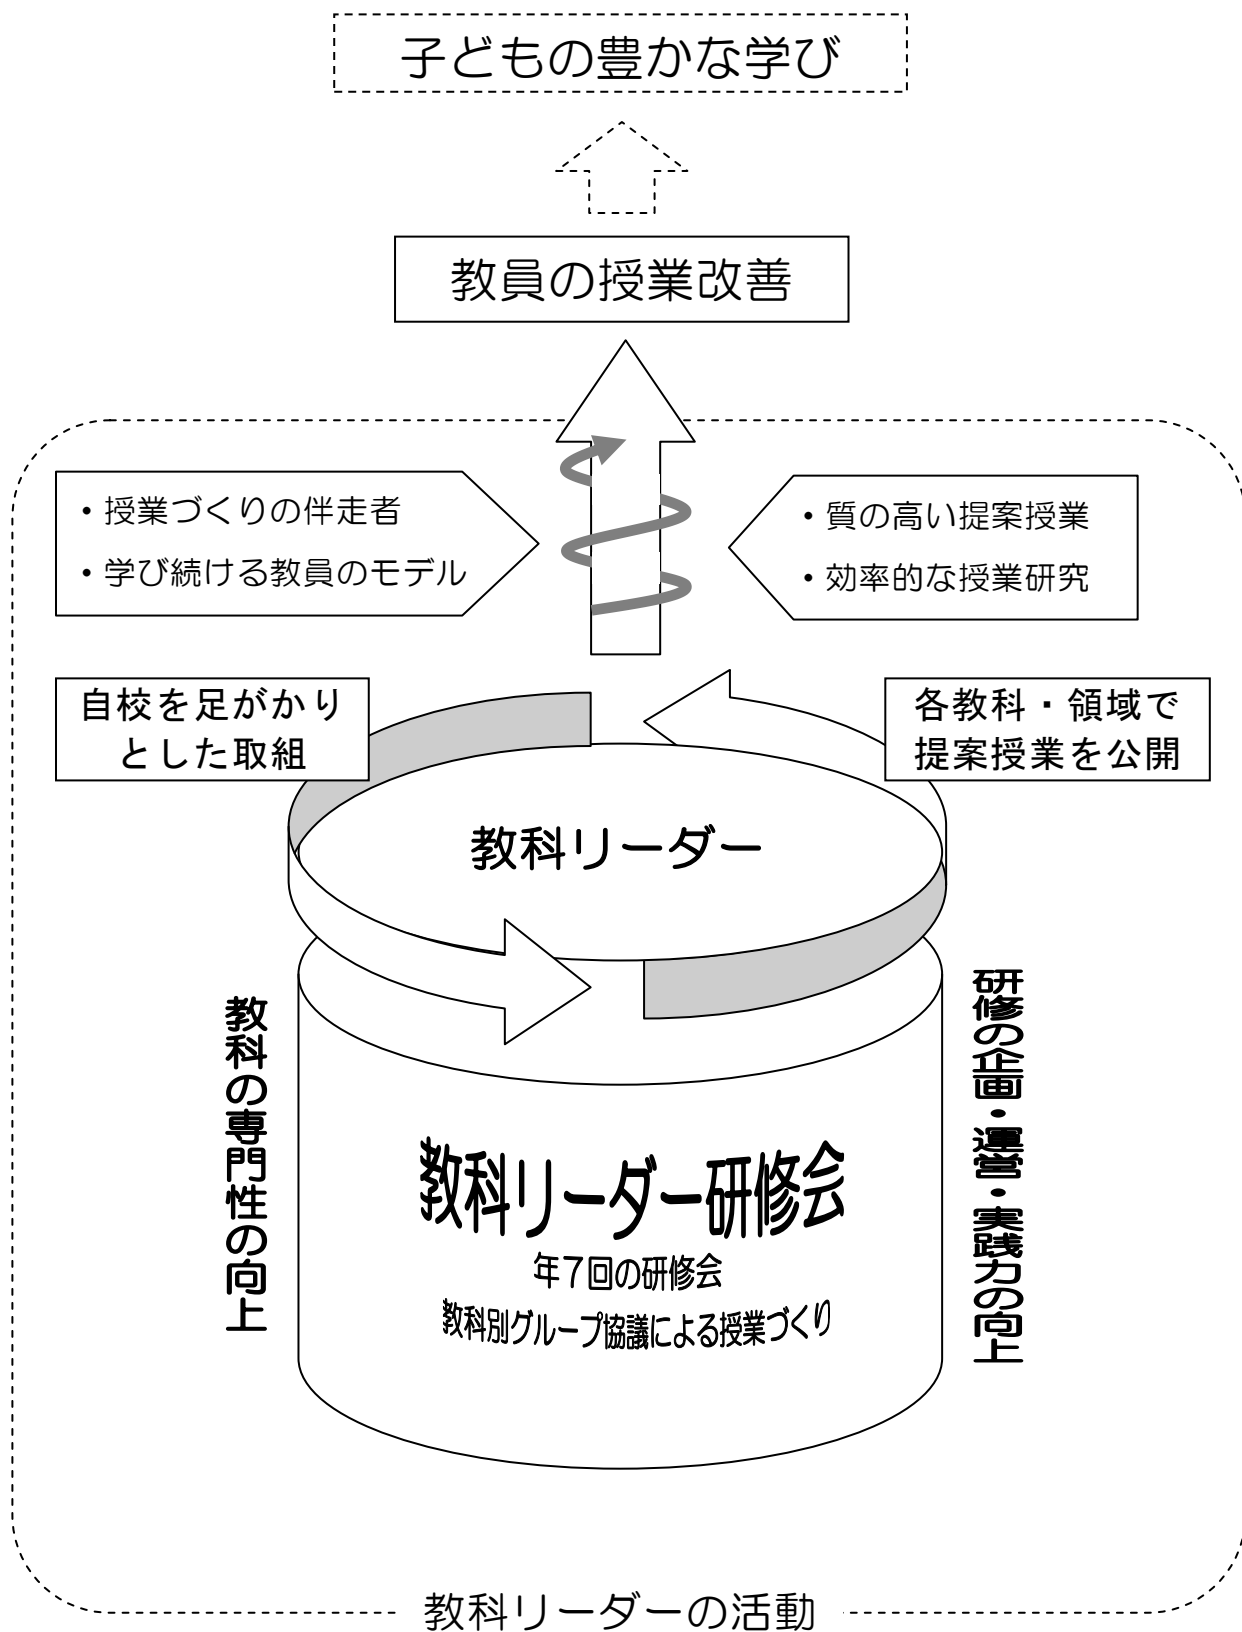 子どもの豊かな学び
教員の授業改善
・授業づくりの伴走者
・学び続ける教員のモデル
・質の高い提案授業
・効率的な授業研究
自校を足がかり
とした取組
各教科・領域で
提案授業を公開
教科リーダー
教科の専門性の向上
研修の企画・運営・実践力の向上
教科リーダー研修会
年７回の研修会
教科別グループ協議による授業づくり
教科リーダーの活動